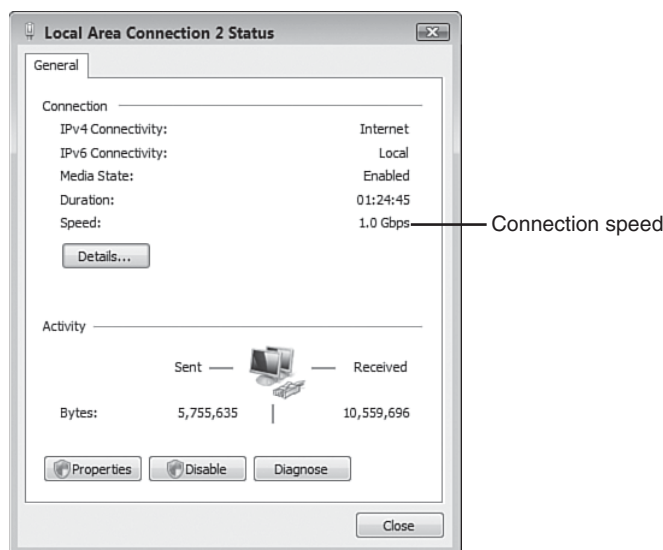 Local Area Connection 2 Status
General
Connection
IPv4 Connectivity: Internet
IPv6 Connectivity: Local
Media State: Enabled
Duration: 01:24:45
Speed: 1.0 Gbps
Connection speed
Details...
Activity
Sent Received
Bytes: 5,755,635 10,559,696
Properties Disable Diagnose
Close